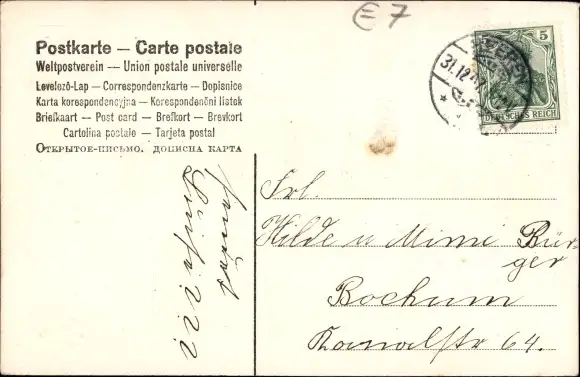 E7
Postkarte — Carte postale
Weltpostverein — Union postale universelle
Levelező-Lap — Correspondenzkarte — Dopisnice
Karta korespondencyjna — Korespondenční listek
Briefkaart — Post card — Brefkort — Brevkort
Cartolina postale — Tarjeta postal
Открытое-письмо. дописна карта
5
31.12
DEUTSCHES REICH
Frl.
Hilde u Mimi Bür-
ger
Bochum
Kanalstr 64.